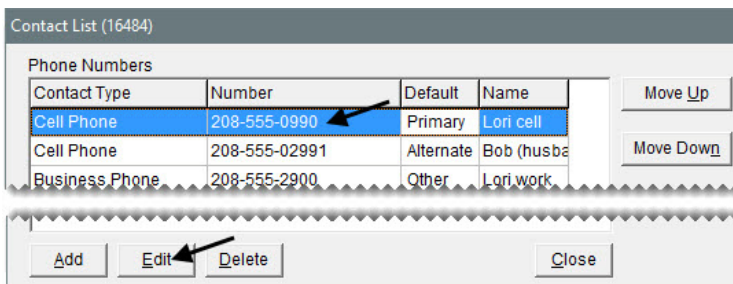 Contact List (16484)
Phone Numbers
Contact Type Number Default Name
Cell Phone 208-555-0990 Primary Lori cell
Cell Phone 208-555-02991 Alternate Bob (husba
Business Phone 208-555-2900 Other Lori work
Move Up
Move Down
Add Edit Delete Close